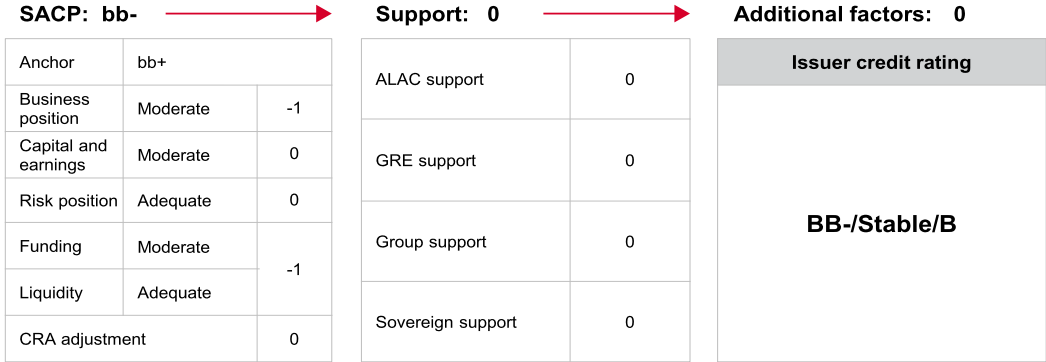 SACP: bb-
Support: 0
Additional factors: 0
Anchor
bb+
Business
position
Moderate
-1
Capital and
earnings
Moderate
0
Risk position
Adequate
0
Funding
Moderate
-1
Liquidity
Adequate
CRA adjustment
0
ALAC support
0
GRE support
0
Group support
0
Sovereign support
0
Issuer credit rating
BB-/Stable/B